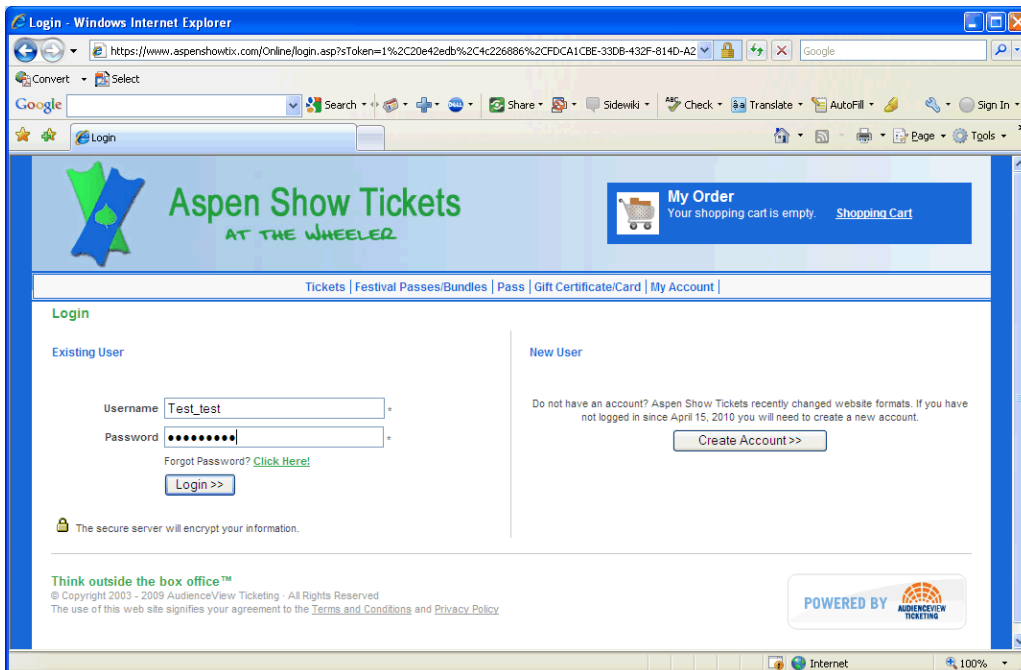 Login - Windows Internet Explorer
https://www.aspenshowtix.com/Online/login.asp?sToken=1%2C20e42edb%2C4c226886%2CFDCA1CBE-33DB-432F-814D-A2
Google
Convert Select
Google Search Share Sidewiki ABC Check Translate AutoFill Sign In
Login Page Tools
Aspen Show Tickets
AT THE WHEELER
My Order
Your shopping cart is empty. Shopping Cart
Tickets | Festival Passes/Bundles | Pass | Gift Certificate/Card | My Account |
Login
Existing User
Username Test_test *
Password ●●●●●●●●● *
Forgot Password? Click Here!
Login >>
The secure server will encrypt your information.
New User
Do not have an account? Aspen Show Tickets recently changed website formats. If you have
not logged in since April 15, 2010 you will need to create a new account.
Create Account >>
Think outside the box office™
© Copyright 2003 - 2009 AudienceView Ticketing · All Rights Reserved
The use of this web site signifies your agreement to the Terms and Conditions and Privacy Policy
POWERED BY AUDIENCEVIEW
TICKETING
Internet 100%